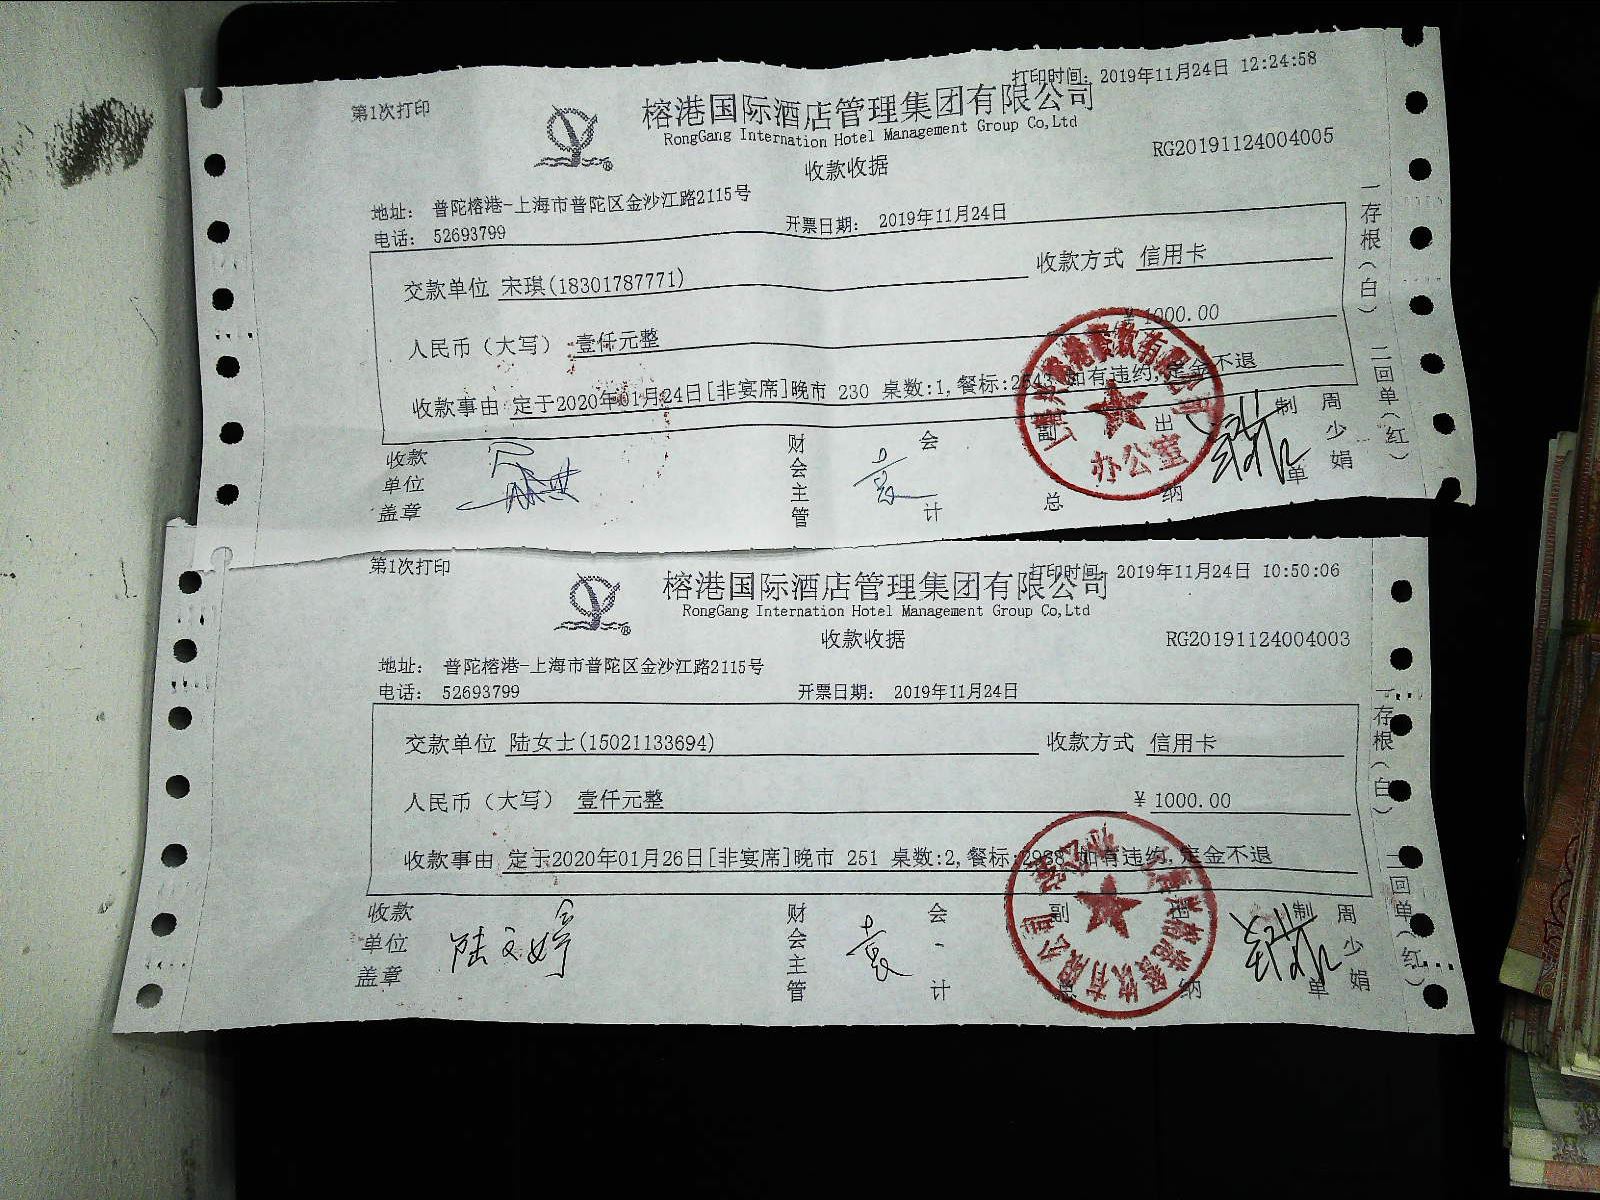 第1次打印
打印时间: 2019年11月24日 12:24:58
榕港国际酒店管理集团有限公司
RongGang Internation Hotel Management Group Co,Ltd
收款收据
RG20191124004005
地址: 普陀榕港-上海市普陀区金沙江路2115号
电话: 52693799
开票日期: 2019年11月24日
交款单位 宋琪(18301787771)
收款方式 信用卡
人民币（大写） 壹仟元整
¥ 1000.00
收款事由 定于2020年01月24日[非宴席]晚市 230 桌数:1,餐标:2543 如有违约,定金不退
一存根(白) 二回单(红)
收款单位盖章
财会主管
会计 袁
副总
出纳
制单
周少娟
办公室
第1次打印
打印时间: 2019年11月24日 10:50:06
榕港国际酒店管理集团有限公司
RongGang Internation Hotel Management Group Co,Ltd
收款收据
RG20191124004003
地址: 普陀榕港-上海市普陀区金沙江路2115号
电话: 52693799
开票日期: 2019年11月24日
交款单位 陆女士(15021133694)
收款方式 信用卡
人民币（大写） 壹仟元整
¥ 1000.00
收款事由 定于2020年01月26日[非宴席]晚市 251 桌数:2,餐标:2988 如有违约,定金不退
一存根(白) 二回单(红)
收款单位盖章 陆文婷
财会主管
会计 袁
副总
出纳
制单
周少娟